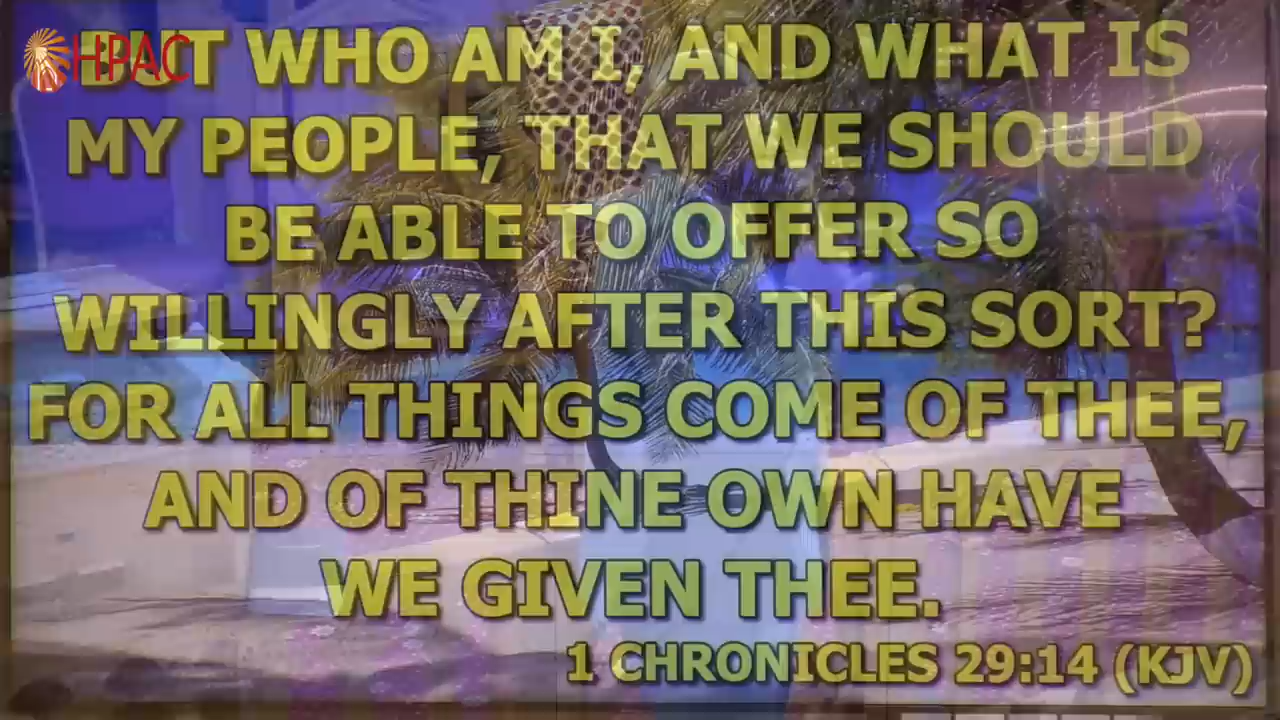 HPAC
BUT WHO AM I, AND WHAT IS
MY PEOPLE, THAT WE SHOULD
BE ABLE TO OFFER SO
WILLINGLY AFTER THIS SORT?
FOR ALL THINGS COME OF THEE,
AND OF THINE OWN HAVE
WE GIVEN THEE.
1 CHRONICLES 29:14 (KJV)